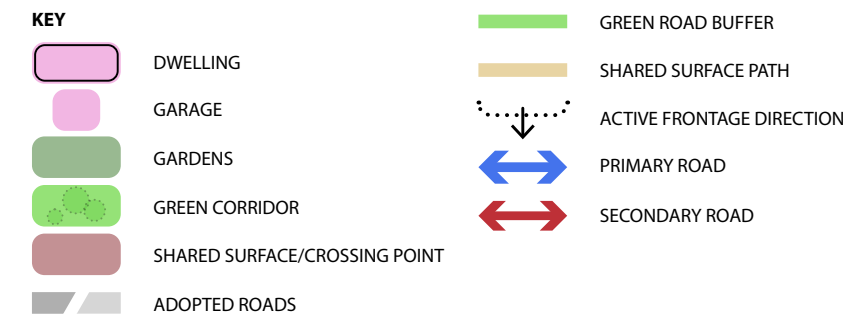 KEY
DWELLING
GARAGE
GARDENS
GREEN CORRIDOR
SHARED SURFACE/CROSSING POINT
ADOPTED ROADS
GREEN ROAD BUFFER
SHARED SURFACE PATH
ACTIVE FRONTAGE DIRECTION
PRIMARY ROAD
SECONDARY ROAD